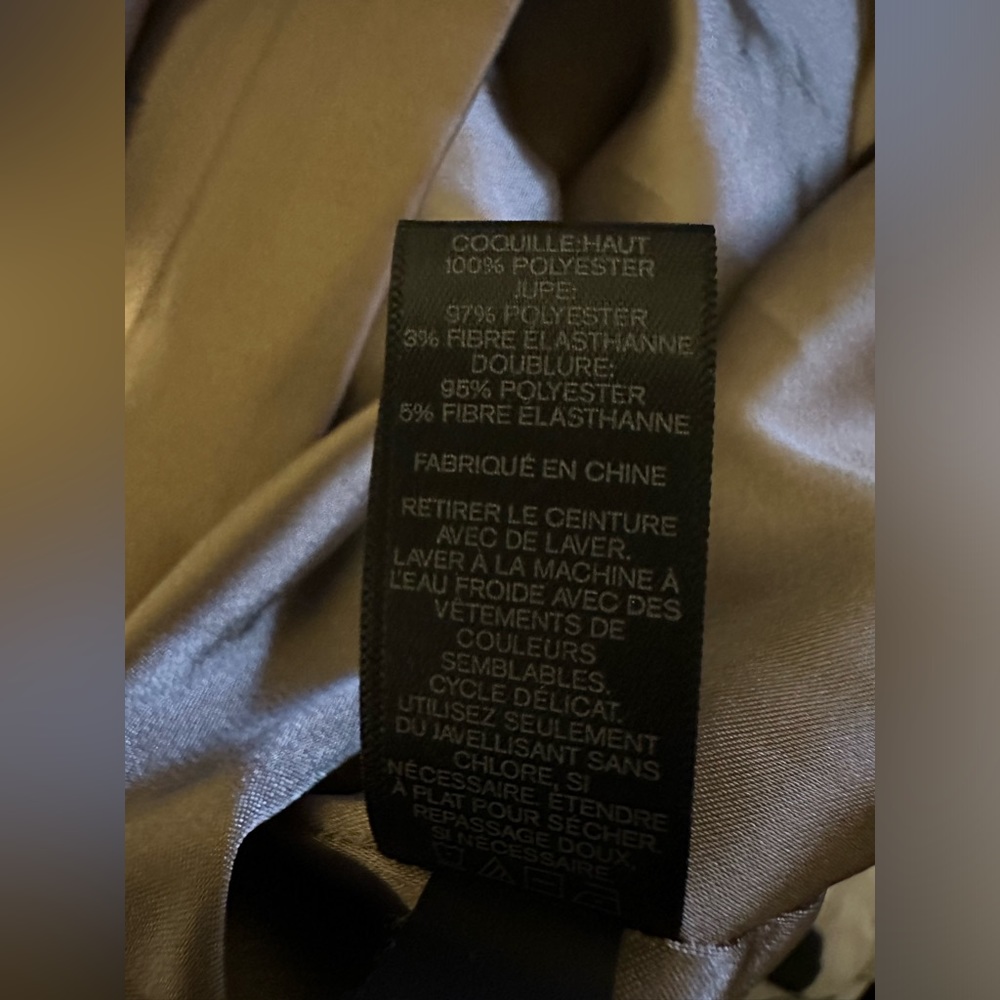 COQUILLE:HAUT
100% POLYESTER
JUPE:
97% POLYESTER
3% FIBRE ÉLASTHANNE
DOUBLURE:
95% POLYESTER
5% FIBRE ÉLASTHANNE
FABRIQUÉ EN CHINE
RETIRER LE CEINTURE
AVEC DE LAVER.
LAVER À LA MACHINE À
L'EAU FROIDE AVEC DES
VÊTEMENTS DE
COULEURS
SEMBLABLES.
CYCLE DÉLICAT.
UTILISEZ SEULEMENT
DU JAVELLISANT SANS
CHLORE, SI
NÉCESSAIRE. ÉTENDRE
À PLAT POUR SÉCHER.
REPASSAGE DOUX.
SI NÉCESSAIRE